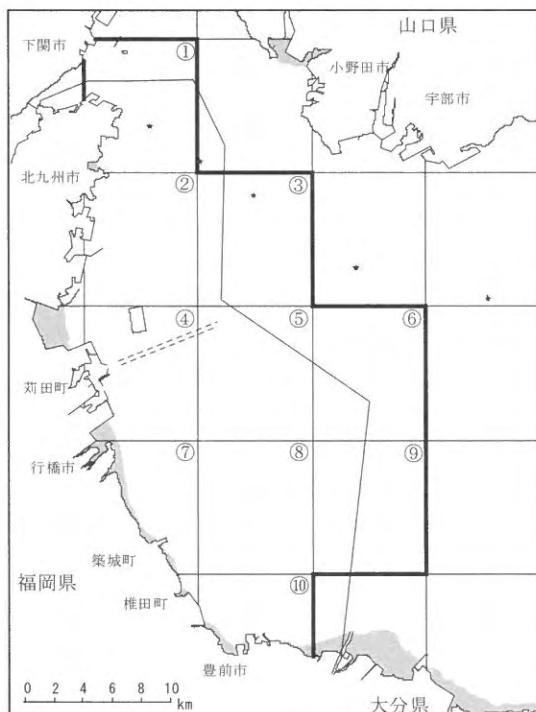 山口県
下関市
①
小野田市
宇部市
北九州市
②
③
④
⑤
⑥
苅田町
行橋市
⑦
⑧
⑨
築城町
福岡県
⑩
椎田町
豊前市
0 2 4 6 8 10
km
大分県